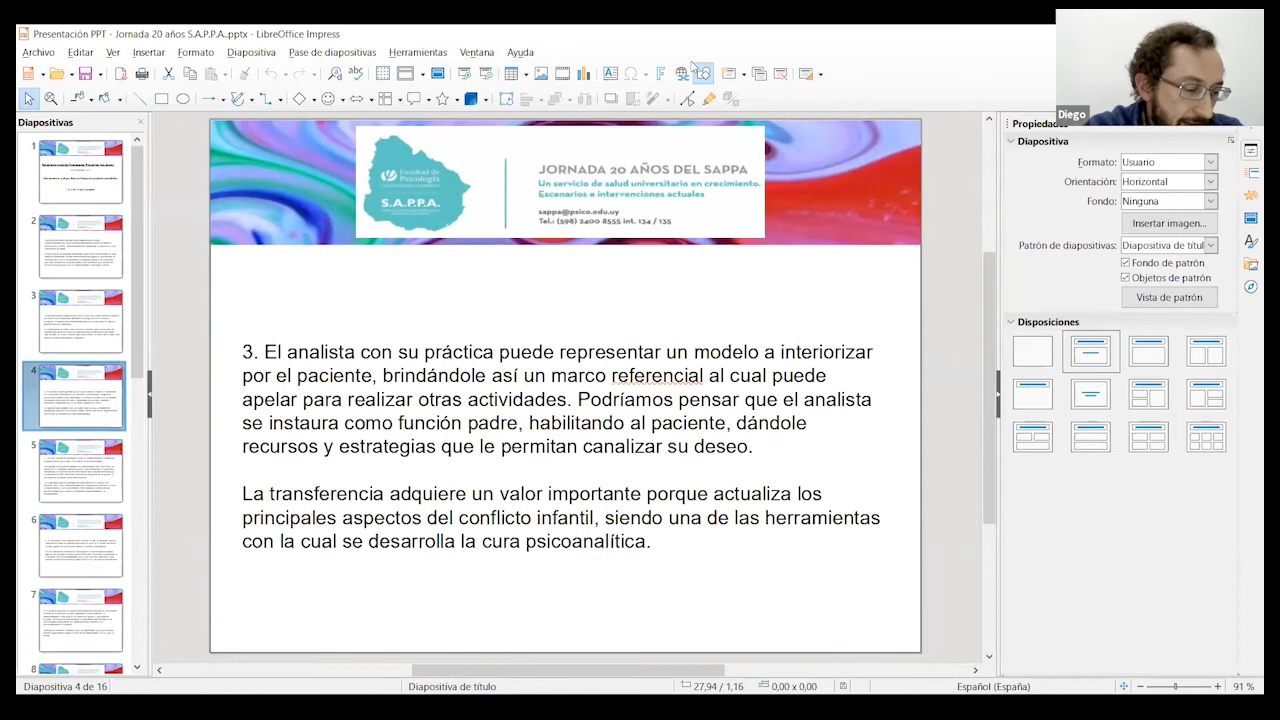 Presentación PPT - Jornada 20 años S.A.P.P.A..pptx - LibreOffice Impress
Archivo Editar Ver Insertar Formato Diapositiva Pase de diapositivas Herramientas Ventana Ayuda
Diego
Diapositivas
1
2
3
4
5
6
7
8
Facultad de
Psicología
S.A.P.P.A.
JORNADA 20 AÑOS DEL SAPPA
Un servicio de salud universitario en crecimiento.
Escenarios e intervenciones actuales
sappa@psico.edu.uy
Tel.: (598) 2400 8555 int. 134 / 135
3. El analista con su práctica puede representar un modelo a interiorizar
por el paciente, brindándole así un marco referencial al cual puede
apelar para realizar otras actividades. Podríamos pensar que el analista
se instaura como función padre, habilitando al paciente, dándole
recursos y estrategias que le permitan canalizar su deseo.
La transferencia adquiere un valor importante porque actualiza los
principales aspectos del conflicto infantil, siendo una de las herramientas
con la cual se desarrolla la cura psicoanalítica.
Propiedades
Diapositiva
Formato: Usuario
Orientación: Horizontal
Fondo: Ninguna
Insertar imagen...
Patrón de diapositivas: Diapositiva de títul
Fondo de patrón
Objetos de patrón
Vista de patrón
Disposiciones
Diapositiva 4 de 16 Diapositiva de título 27,94 / 1,16 0,00 x 0,00 Español (España) 91 %